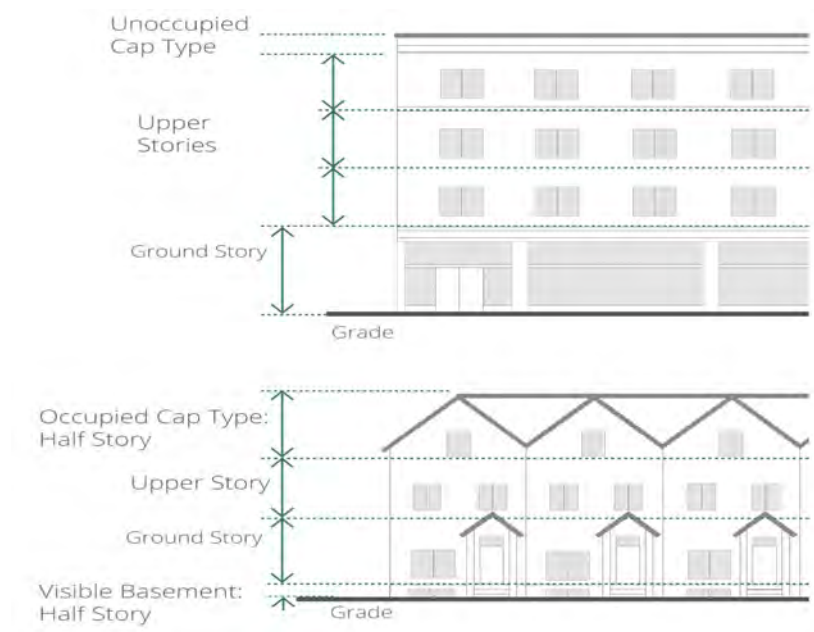 Unoccupied
Cap Type
Upper
Stories
Ground Story
Grade
Occupied Cap Type:
Half Story
Upper Story
Ground Story
Visible Basement:
Half Story
Grade